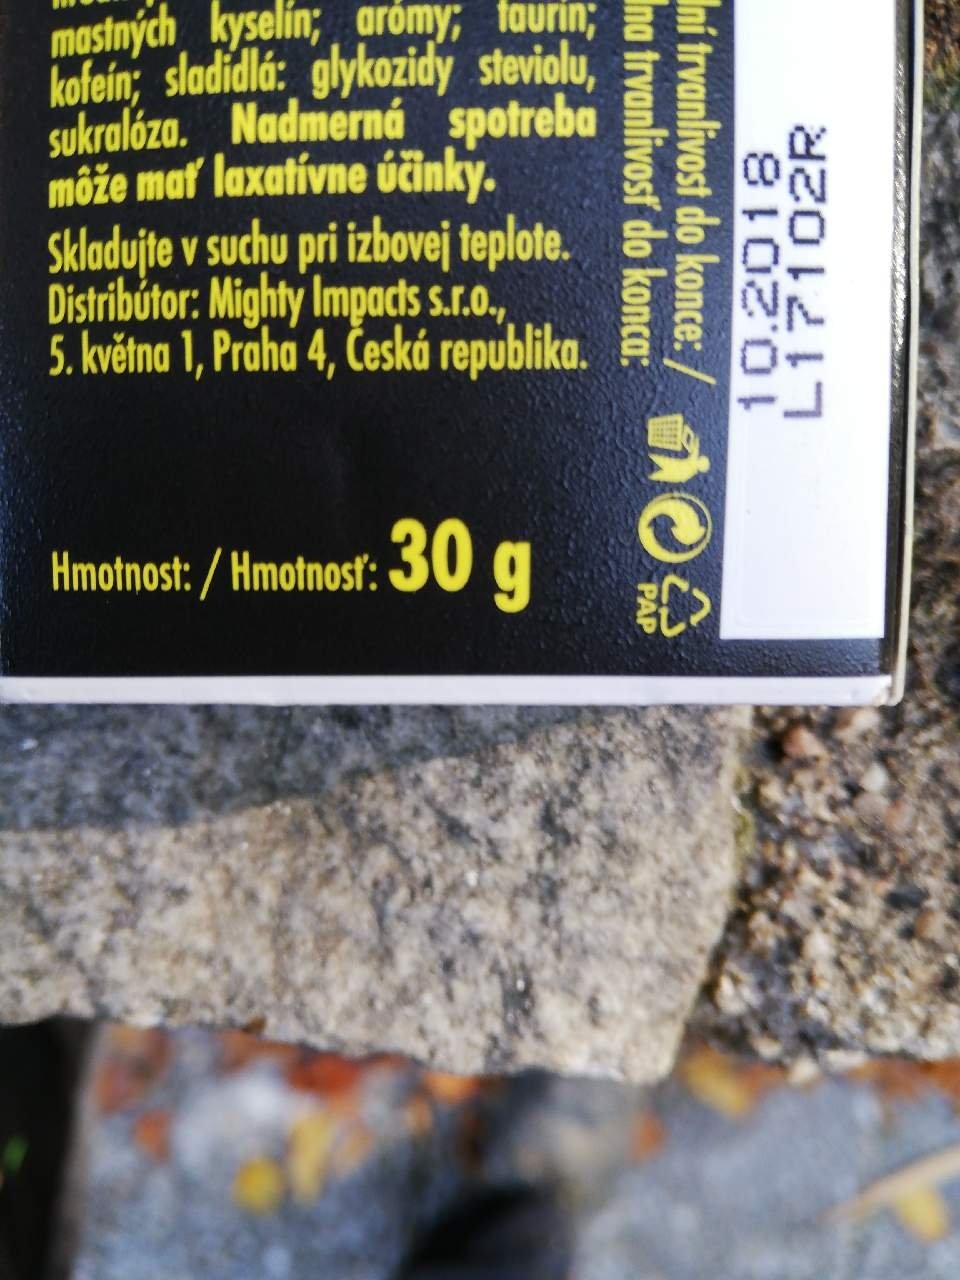 mastných kyselín; arómy; taurín;
kofeín; sladidlá: glykozidy steviolu,
sukralóza. Nadmerná spotreba
môže mať laxatívne účinky.
Skladujte v suchu pri izbovej teplote.
Distribútor: Mighty Impacts s.r.o.,
5. května 1, Praha 4, Česká republika.
Hmotnost: / Hmotnosť: 30 g
trvanlivost do konce: /
trvanlivosť do konca:
10.2018
L17102R
PAP